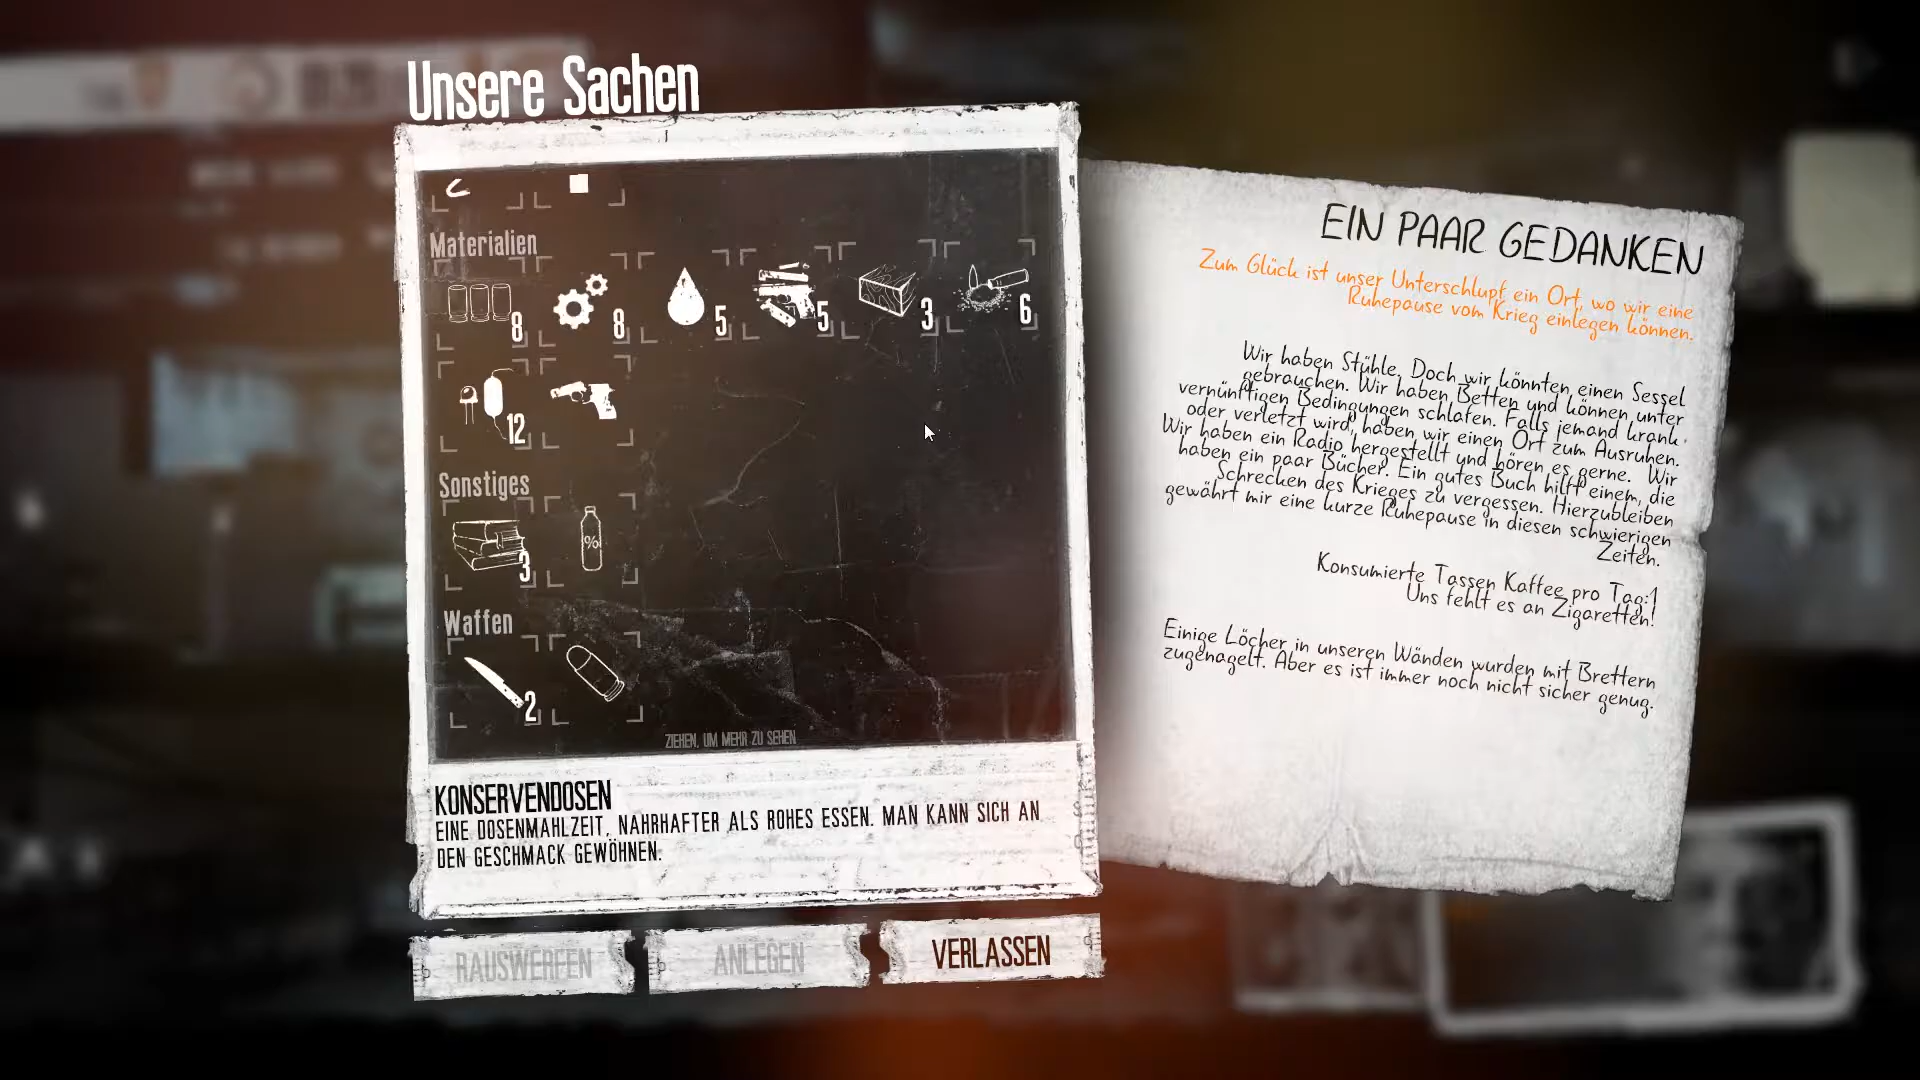 Unsere Sachen
Materialien
8
8
5
5
3
6
12
Sonstiges
3
%
Waffen
2
ZIEHEN, UM MEHR ZU SEHEN
KONSERVENDOSEN
EINE DOSENMAHLZEIT, NAHRHAFTER ALS ROHES ESSEN. MAN KANN SICH AN
DEN GESCHMACK GEWÖHNEN.
RAUSWERFEN
ANLEGEN
VERLASSEN
EIN PAAR GEDANKEN
Zum Glück ist unser Unterschlupf ein Ort, wo wir eine
Ruhepause vom Krieg einlegen können.
Wir haben Stühle. Doch wir könnten einen Sessel
gebrauchen. Wir haben Betten und können unter
vernünftigen Bedingungen schlafen. Falls jemand krank
oder verletzt wird, haben wir einen Ort zum Ausruhen.
Wir haben ein Radio hergestellt und hören es gerne. Wir
haben ein paar Bücher. Ein gutes Buch hilft einem, die
Schrecken des Krieges zu vergessen. Hierzubleiben
gewährt mir eine kurze Ruhepause in diesen schwierigen
Zeiten.
Konsumierte Tassen Kaffee pro Tag:1
Uns fehlt es an Zigaretten!
Einige Löcher in unseren Wänden wurden mit Brettern
zugenagelt. Aber es ist immer noch nicht sicher genug.